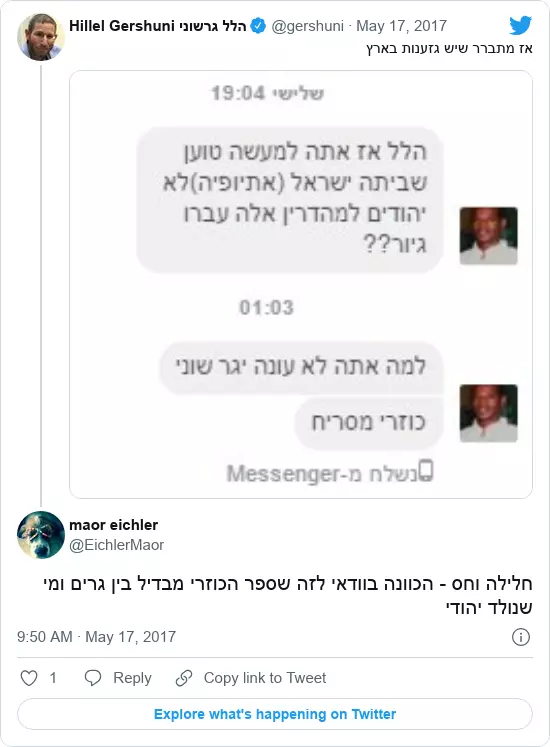 Hillel Gershuni הלל גרשוני @gershuni · May 17, 2017
אז מתברר שיש גזענות בארץ
שלישי 19:04
הלל אז אתה למעשה טוען
שביתה ישראל (אתיופיה)לא
יהודים למהדרין אלה עברו
גיור??
01:03
למה אתה לא עונה יגר שוני
כוזרי מסריח
נשלח מ-Messenger
maor eichler
@EichlerMaor
חלילה וחס - הכוונה בוודאי לזה שספר הכוזרי מבדיל בין גרים ומי
שנולד יהודי
9:50 AM · May 17, 2017
1 Reply Copy link to Tweet
Explore what's happening on Twitter